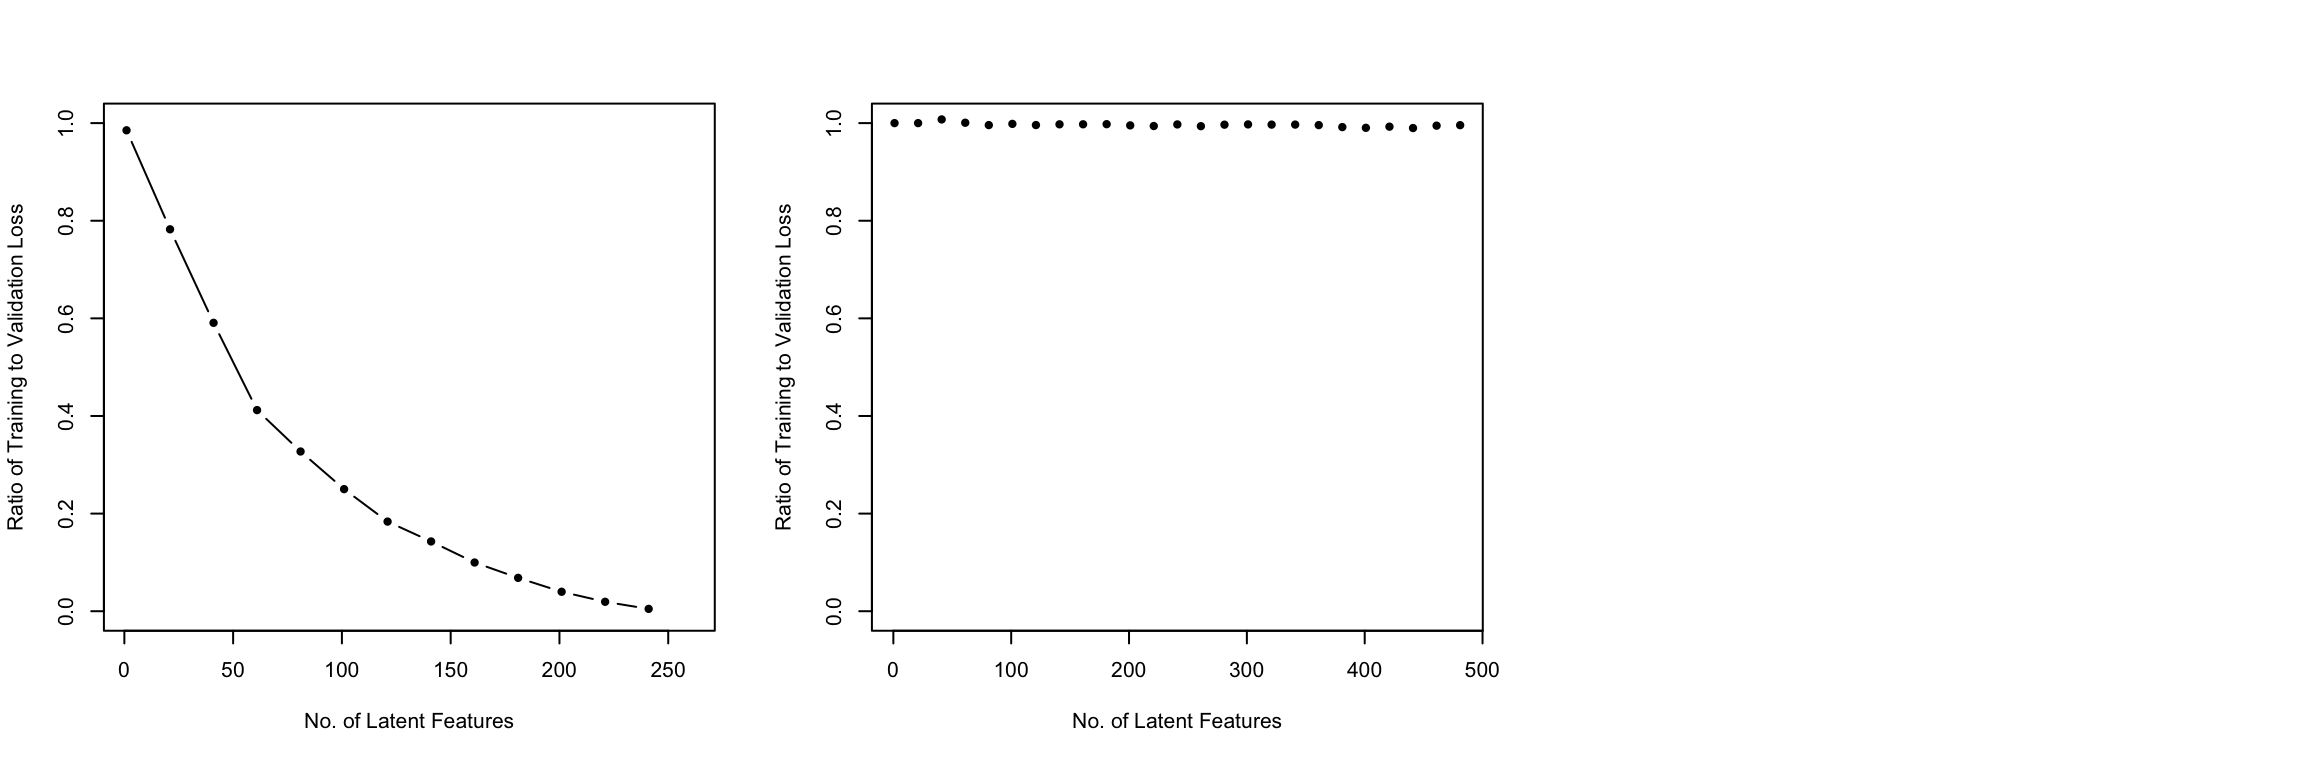 Ratio of Training to Validation Loss
1.0
0.8
0.6
0.4
0.2
0.0
0 50 100 150 200 250
No. of Latent Features
Ratio of Training to Validation Loss
1.0
0.8
0.6
0.4
0.2
0.0
0 100 200 300 400 500
No. of Latent Features